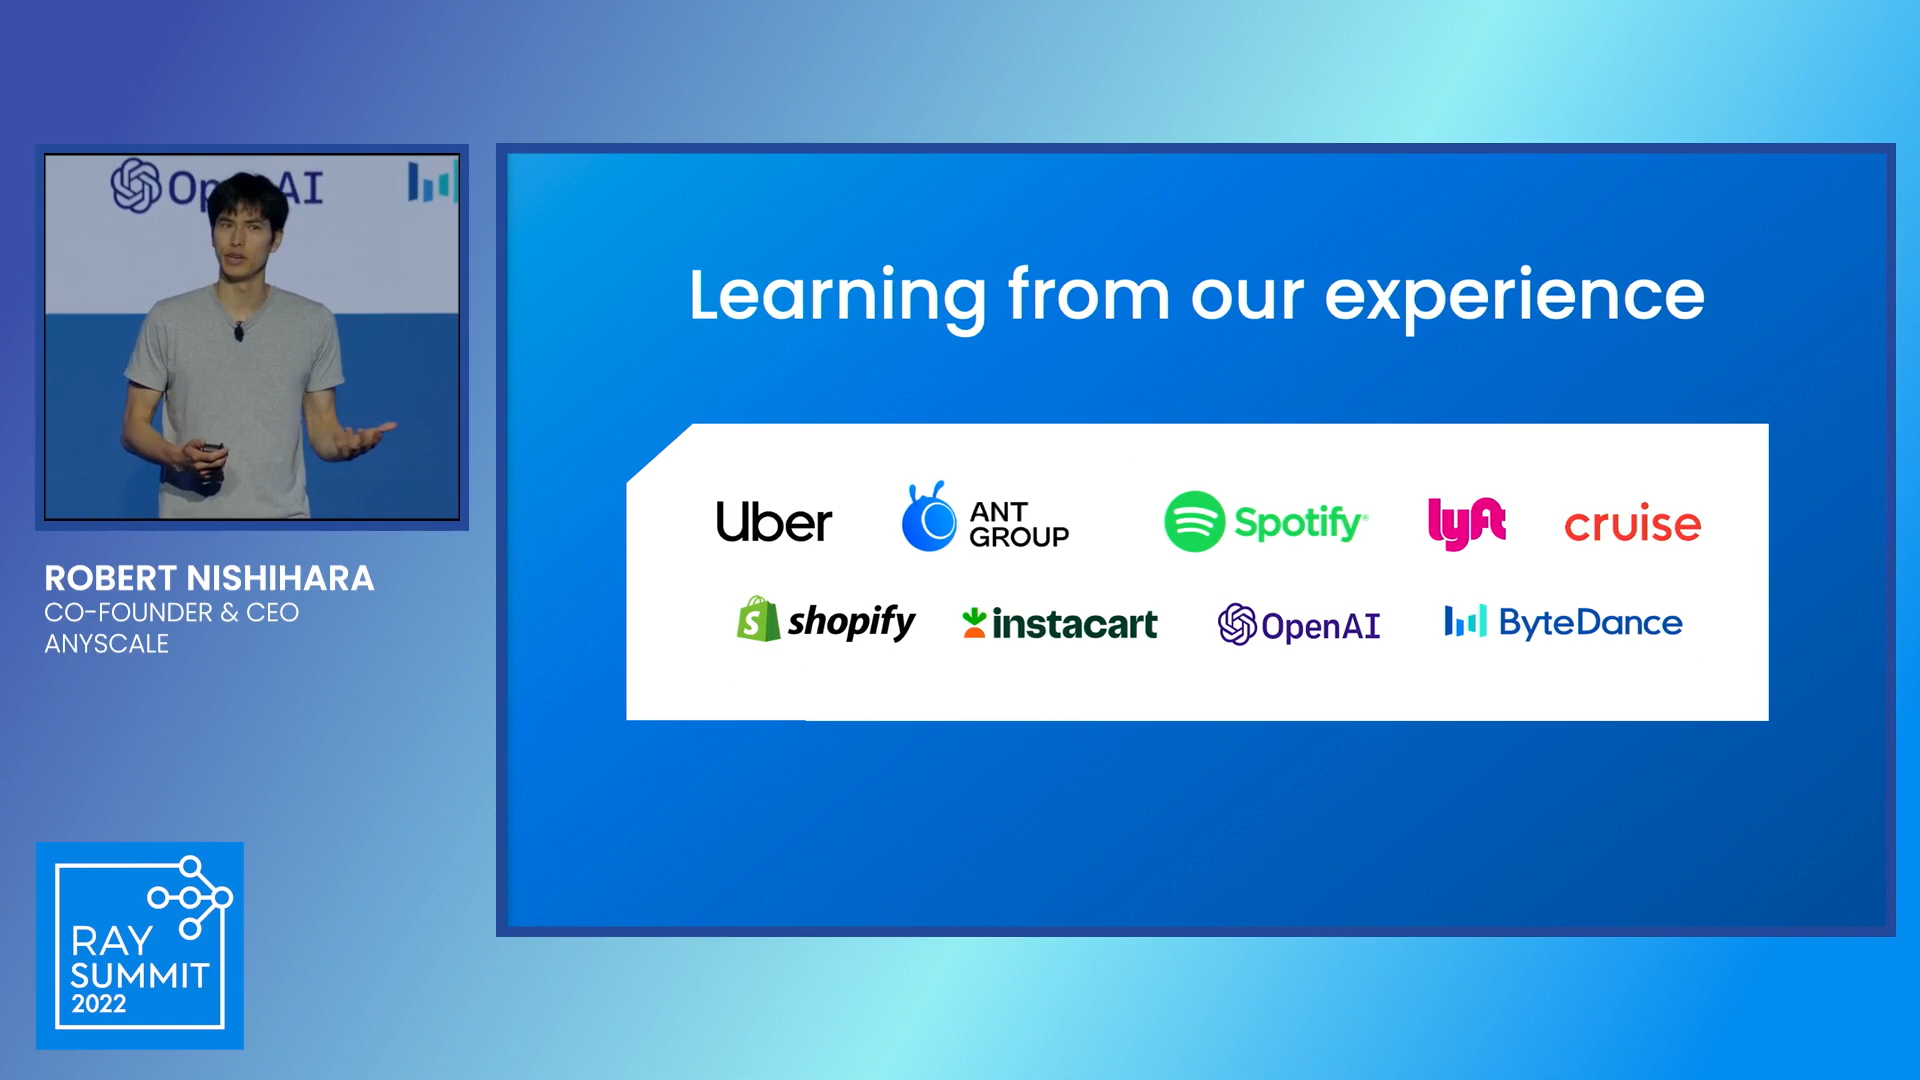 OpenAI
ROBERT NISHIHARA
CO-FOUNDER & CEO
ANYSCALE
RAY
SUMMIT
2022
Learning from our experience
Uber
ANT
GROUP
Spotify®
lyft
cruise
shopify
instacart
OpenAI
ByteDance